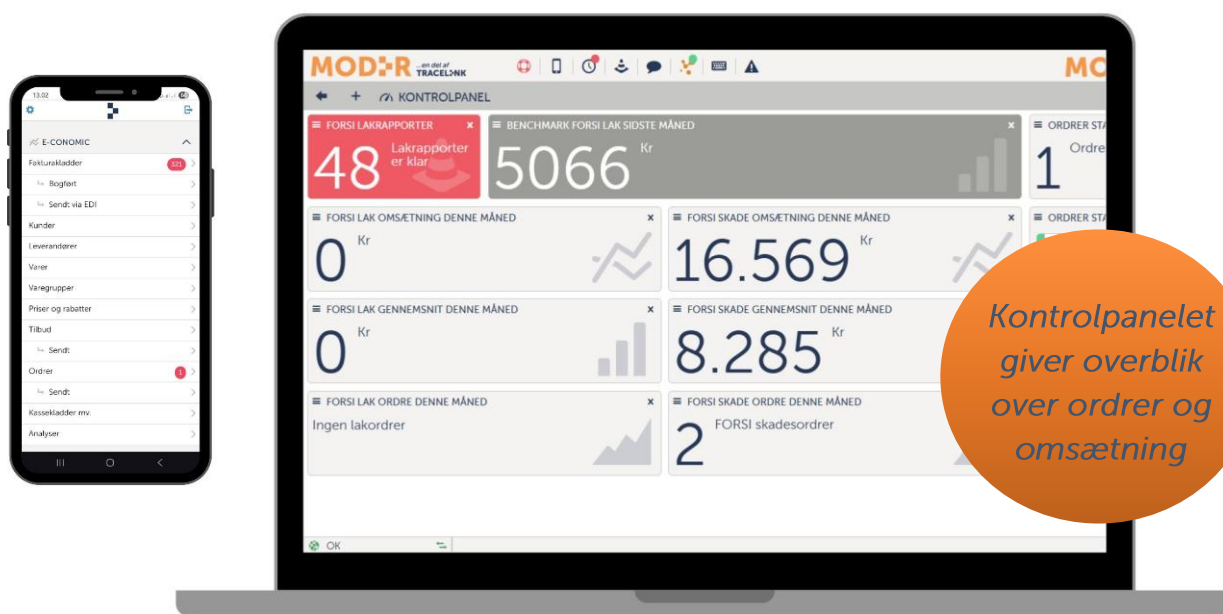 13.02
E-CONOMIC
Fakturakladder 321
Bogført
Sendt via EDI
Kunder
Leverandører
Varer
Varegrupper
Priser og rabatter
Tilbud
Sendt
Ordrer 1
Sendt
Kassekladder mv.
Analyser
MOD:R ...en del af TRACELINK
MO
KONTROLPANEL
FORSI LAKRAPPORTER x
48 Lakrapporter
er klar
BENCHMARK FORSI LAK SIDSTE MÅNED x
5066 Kr
ORDRER STA
1 Ordre
FORSI LAK OMSÆTNING DENNE MÅNED x
0 Kr
FORSI SKADE OMSÆTNING DENNE MÅNED x
16.569 Kr
ORDRER STA
FORSI LAK GENNEMSNIT DENNE MÅNED x
0 Kr
FORSI SKADE GENNEMSNIT DENNE MÅNED
8.285 Kr
FORSI LAK ORDRE DENNE MÅNED x
Ingen lakordrer
FORSI SKADE ORDRE DENNE MÅNED
2 FORSI skadesordrer
OK
Kontrolpanelet
giver overblik
over ordrer og
omsætning